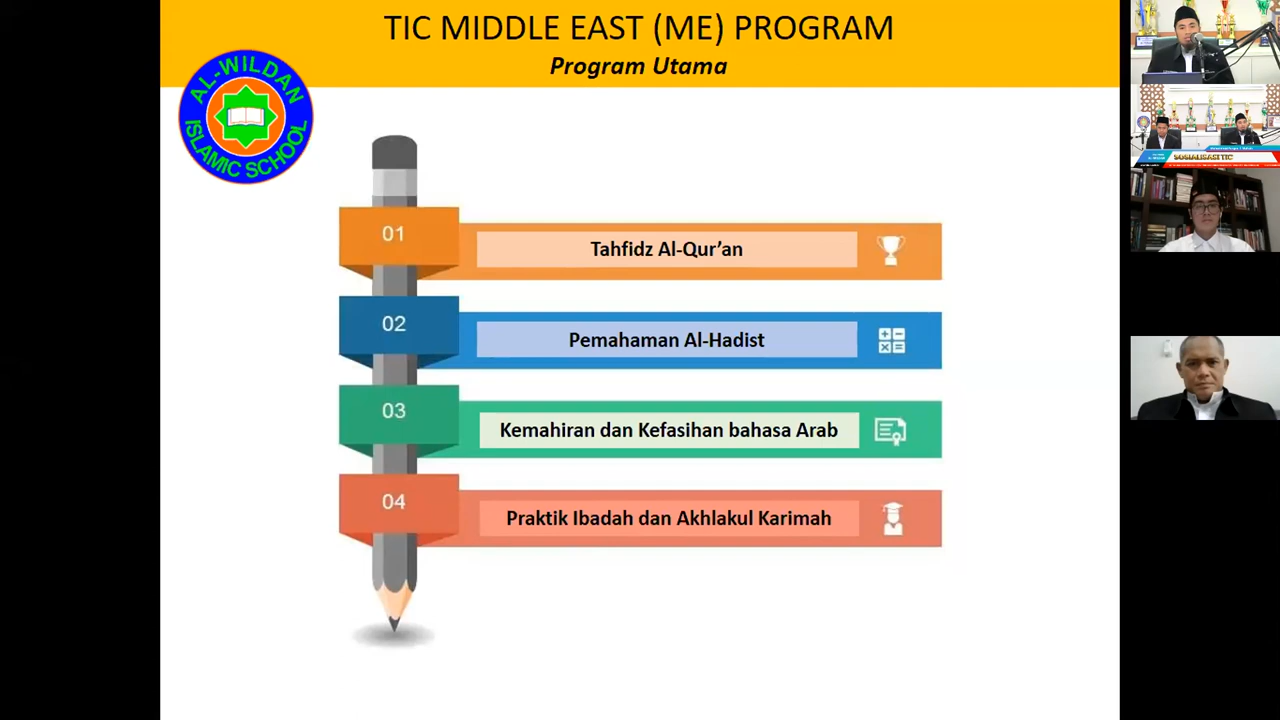 TIC MIDDLE EAST (ME) PROGRAM
Program Utama
AL-WILDAN
ISLAMIC SCHOOL
01
Tahfidz Al-Qur’an
02
Pemahaman Al-Hadist
03
Kemahiran dan Kefasihan bahasa Arab
04
Praktik Ibadah dan Akhlakul Karimah
SOSIALISASI TIC